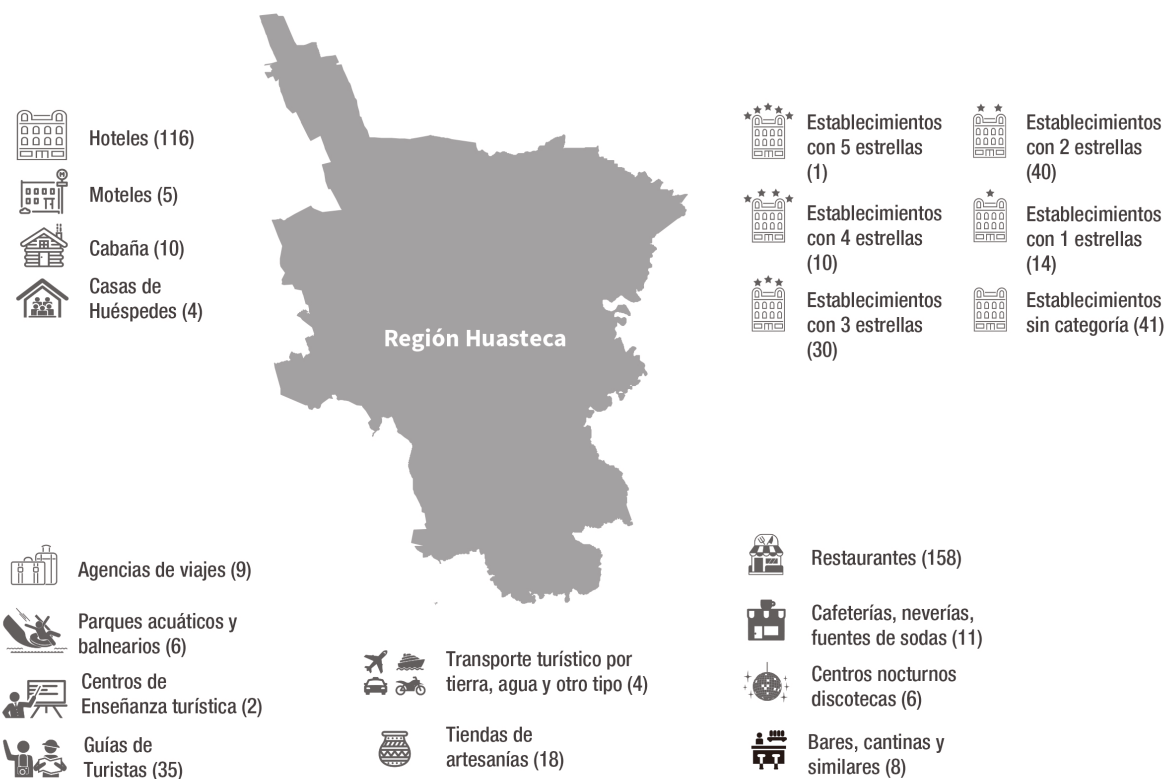 Hoteles (116)
Moteles (5)
Cabaña (10)
Casas de
Huéspedes (4)
Región Huasteca
Establecimientos
con 5 estrellas
(1)
Establecimientos
con 4 estrellas
(10)
Establecimientos
con 3 estrellas
(30)
Establecimientos
con 2 estrellas
(40)
Establecimientos
con 1 estrellas
(14)
Establecimientos
sin categoría (41)
Agencias de viajes (9)
Parques acuáticos y
balnearios (6)
Centros de
Enseñanza turística (2)
Guías de
Turistas (35)
Transporte turístico por
tierra, agua y otro tipo (4)
Tiendas de
artesanías (18)
Restaurantes (158)
Cafeterías, neverías,
fuentes de sodas (11)
Centros nocturnos
discotecas (6)
Bares, cantinas y
similares (8)